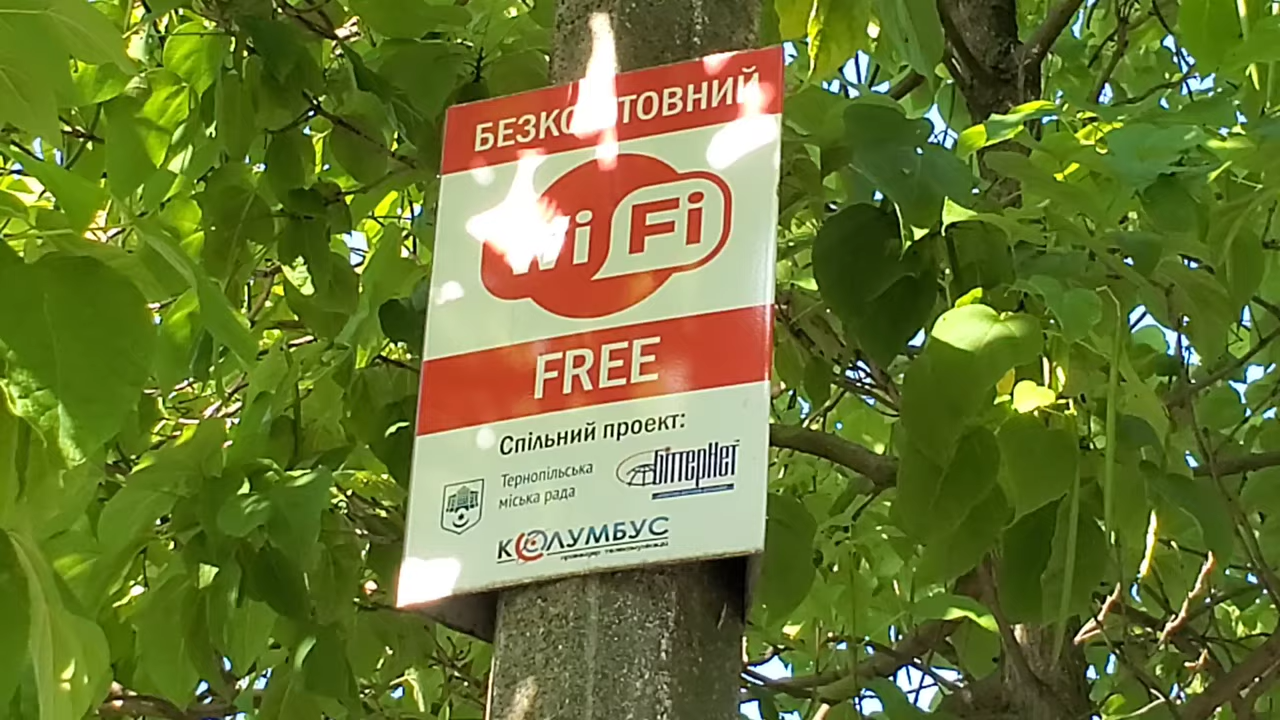 БЕЗКОШТОВНИЙ
Wi Fi
FREE
Спільний проект:
Тернопільська
міська рада
біттернет
КОЛУМБУС